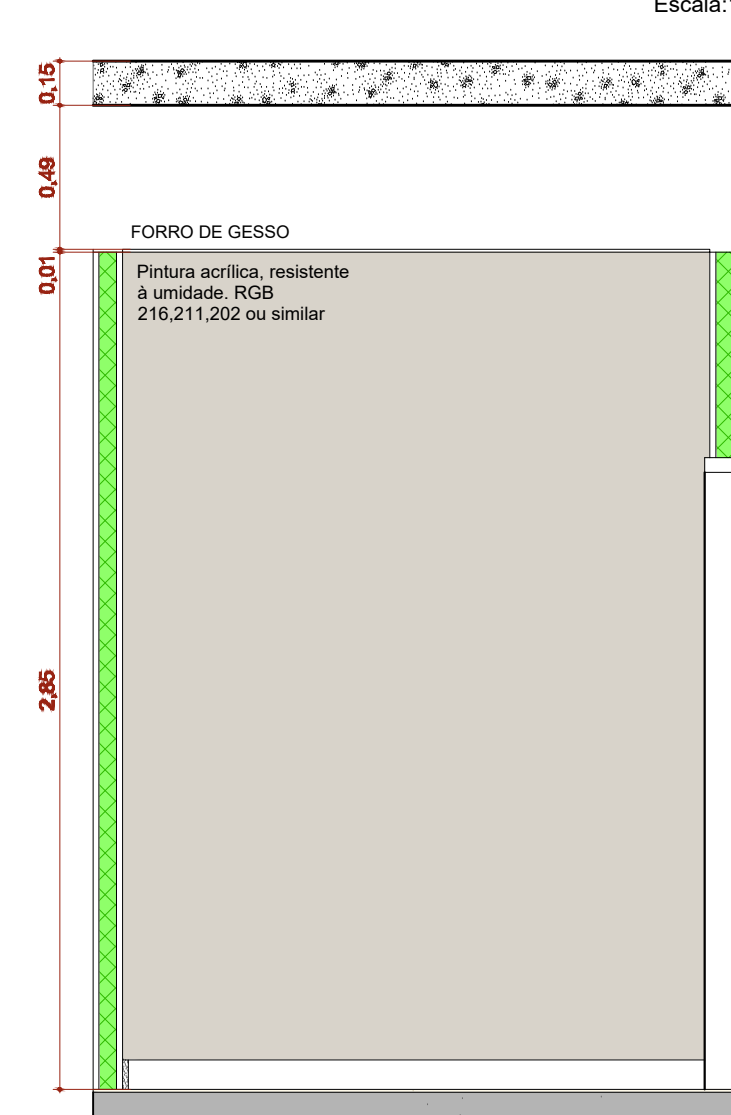 Escala:
0,15
0,49
FORRO DE GESSO
0,01
Pintura acrílica, resistente
à umidade. RGB
216,211,202 ou similar
2,85